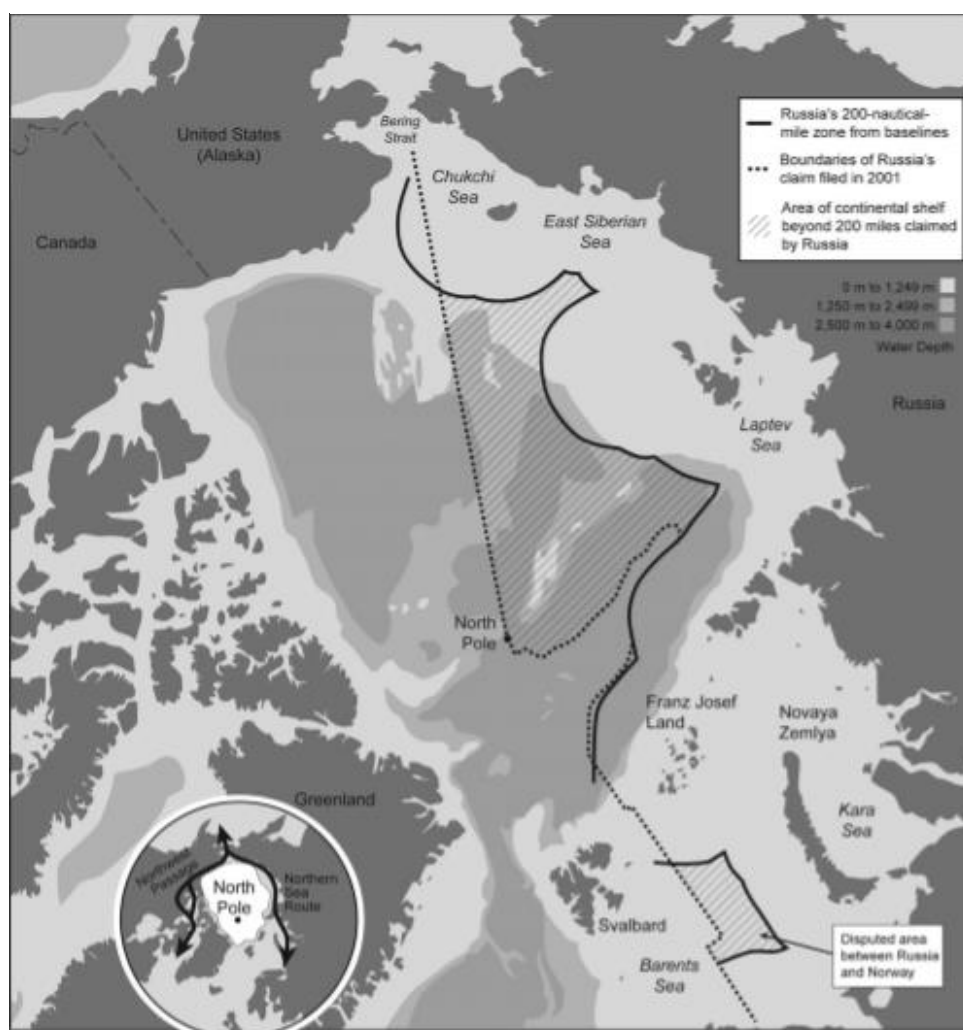 Bering
Strait
United States
(Alaska)
Chukchi
Sea
East Siberian
Sea
Canada
Russia's 200-nautical-
mile zone from baselines
Boundaries of Russia's
claim filed in 2001
Area of continental shelf
beyond 200 miles claimed
by Russia
0 m to 1,249 m
1,250 m to 2,499 m
2,500 m to 4,000 m
Water Depth
Russia
Laptev
Sea
North
Pole
Franz Josef
Land
Novaya
Zemlya
Kara
Sea
Greenland
Northwest
Passage
North
Pole
Northern
Sea
Route
Svalbard
Barents
Sea
Disputed area
between Russia
and Norway